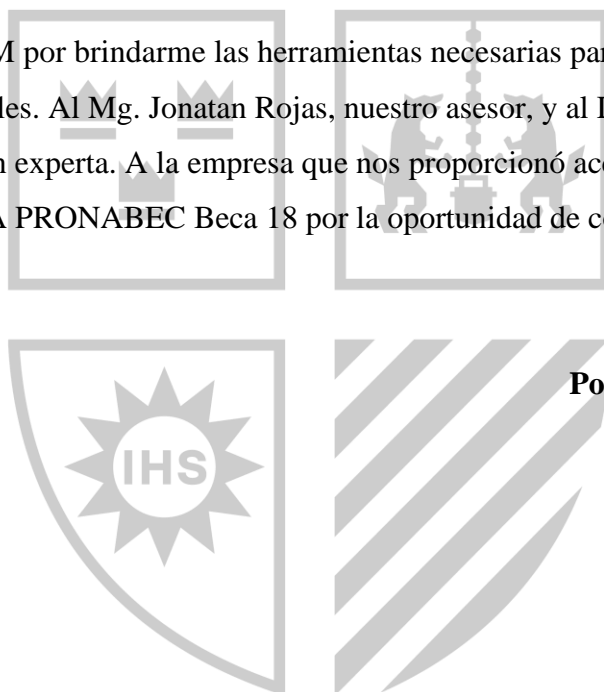 M por brindarme las herramientas necesarias par
les. Al Mg. Jonatan Rojas, nuestro asesor, y al
n experta. A la empresa que nos proporcionó acc
A PRONABEC Beca 18 por la oportunidad de co
Po
IHS